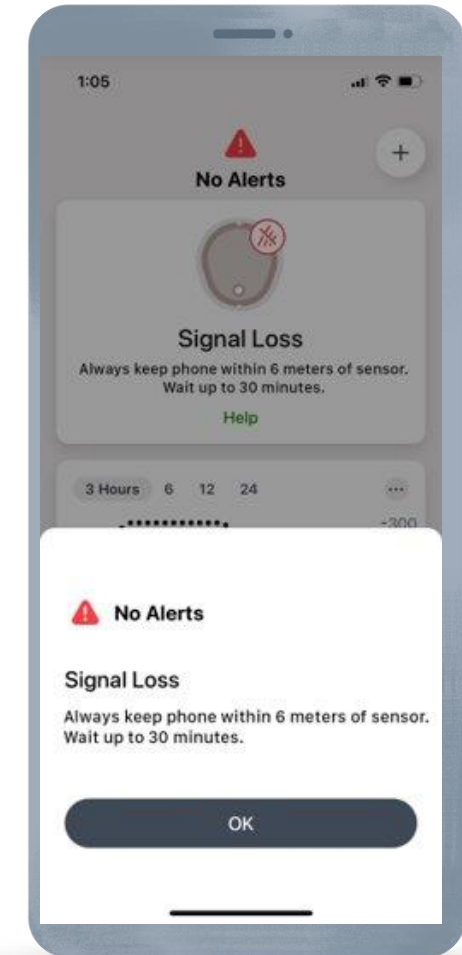 1:05
No Alerts
+
Signal Loss
Always keep phone within 6 meters of sensor.
Wait up to 30 minutes.
Help
3 Hours 6 12 24 ...
-300
No Alerts
Signal Loss
Always keep phone within 6 meters of sensor.
Wait up to 30 minutes.
OK